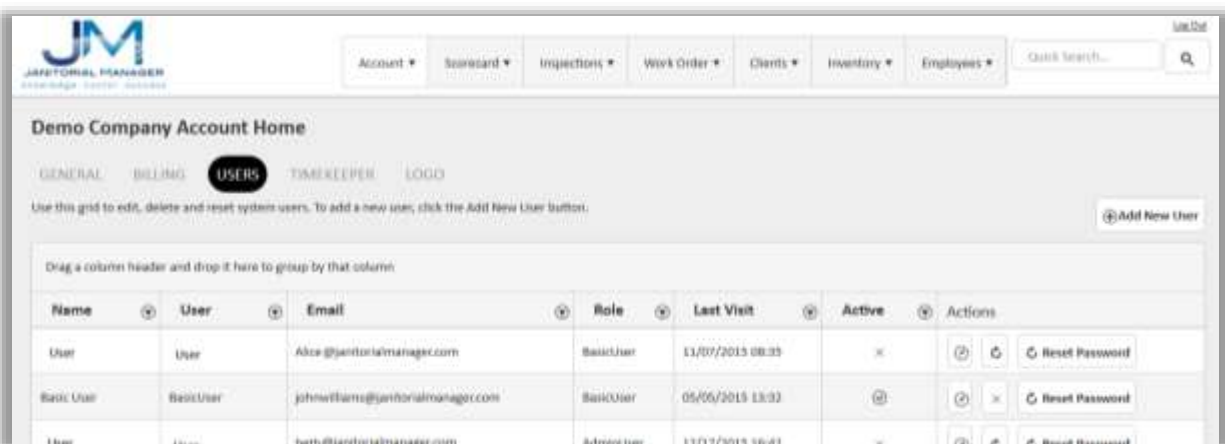 JM
JANITORIAL MANAGER
Log Out
Account Scorecard Inspections Work Order Clients Inventory Employees Quick Search...
Demo Company Account Home
GENERAL BILLING USERS TIMEKEEPER LOGO
Use this grid to edit, delete and reset system users. To add a new user, click the Add New User button.
Add New User
Drag a column header and drop it here to group by that column
Name User Email Role Last Visit Active Actions
User User Alice@janitorialmanager.com BasicUser 11/07/2015 08:35 Reset Password
Basic User BasicUser johnwilliams@janitorialmanager.com BasicUser 05/05/2015 13:32 Reset Password
User User Reset Password